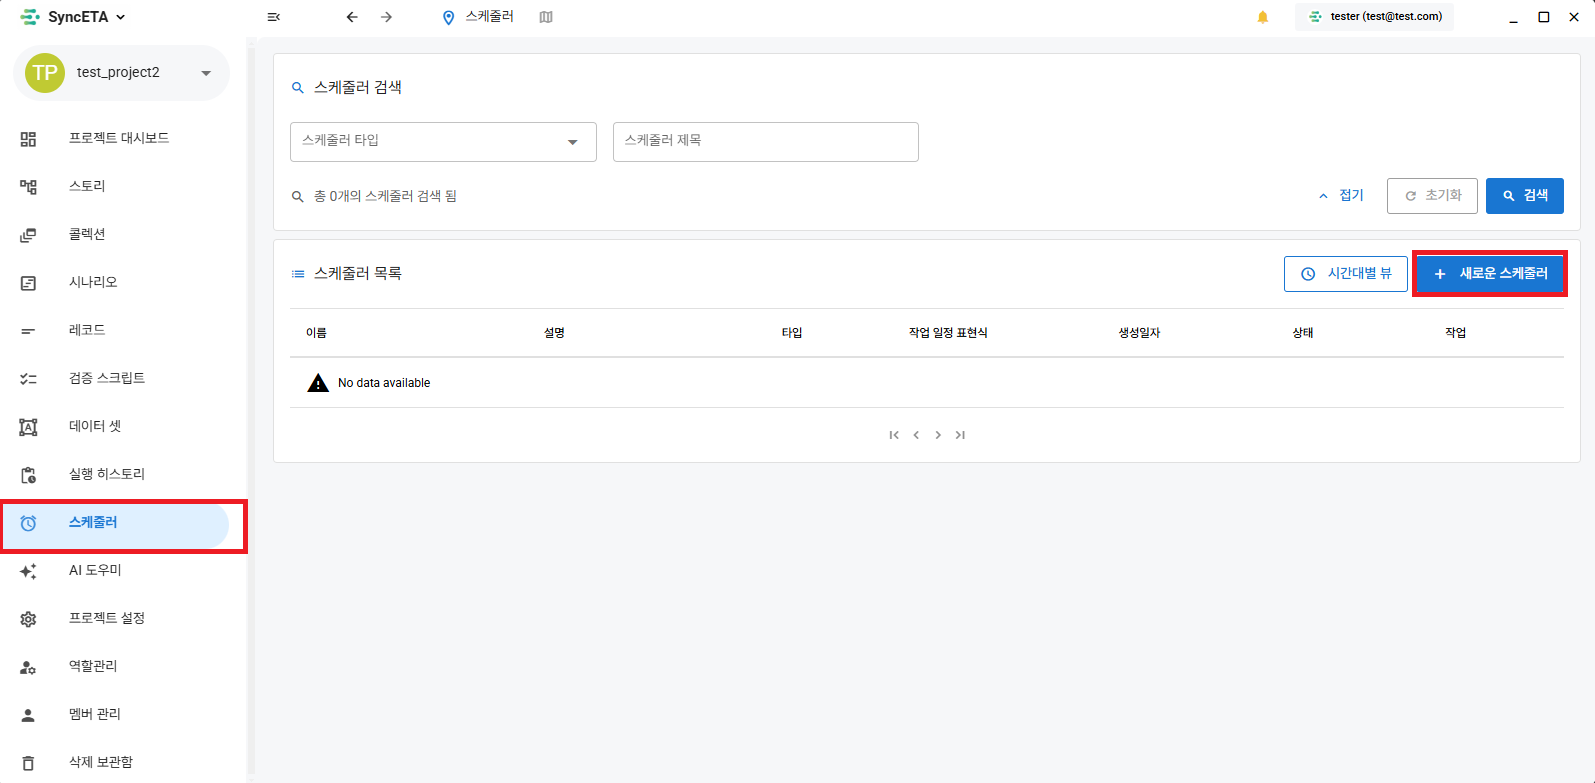 SyncETA
스케줄러
tester (test@test.com)
TP
test_project2
프로젝트 대시보드
스토리
콜렉션
시나리오
레코드
검증 스크립트
데이터 셋
실행 히스토리
스케줄러
AI 도우미
프로젝트 설정
역할관리
멤버 관리
삭제 보관함
스케줄러 검색
스케줄러 타입
스케줄러 제목
총 0개의 스케줄러 검색 됨
접기
초기화
검색
스케줄러 목록
시간대별 뷰
새로운 스케줄러
이름 설명 타입 작업 일정 표현식 생성일자 상태 작업
No data available